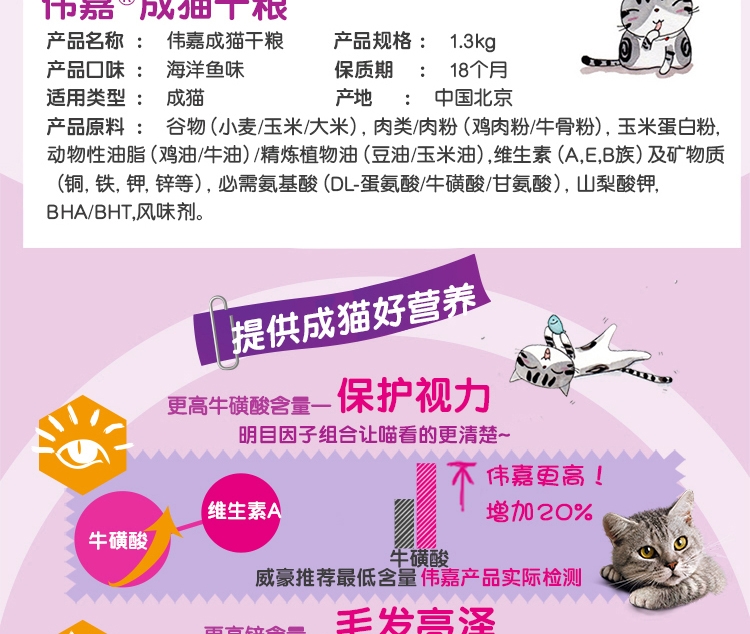 伟嘉®成猫干粮
产品名称 : 伟嘉成猫干粮 产品规格 : 1.3kg
产品口味 : 海洋鱼味 保质期 : 18个月
适用类型 : 成猫 产地 : 中国北京
产品原料 : 谷物(小麦/玉米/大米), 肉类/肉粉(鸡肉粉/牛骨粉), 玉米蛋白粉,
动物性油脂(鸡油/牛油)/精炼植物油(豆油/玉米油),维生素(A,E,B族)及矿物质
(铜, 铁, 钾, 锌等), 必需氨基酸(DL-蛋氨酸/牛磺酸/甘氨酸), 山梨酸钾,
BHA/BHT,风味剂。
提供成猫好营养
更高牛磺酸含量— 保护视力
明目因子组合让喵看的更清楚~
牛磺酸
维生素A
伟嘉更高!
增加20%
牛磺酸
威豪推荐最低含量 伟嘉产品实际检测
更高锌含量 毛发亮泽